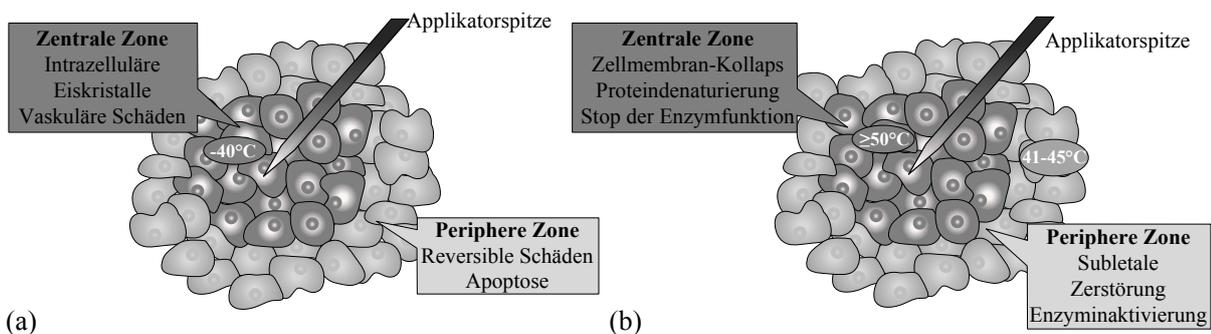 Applikatorspitze
Zentrale Zone
Intrazelluläre
Eiskristalle
Vaskuläre Schäden
-40°C
Periphere Zone
Reversible Schäden
Apoptose
(a)
Applikatorspitze
Zentrale Zone
Zellmembran-Kollaps
Proteindenaturierung
Stop der Enzymfunktion
≥50°C
41-45°C
Periphere Zone
Subletale
Zerstörung
Enzyminaktivierung
(b)